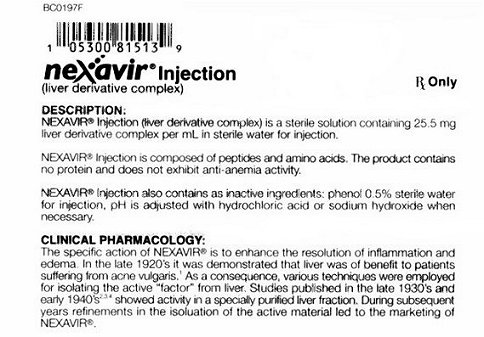 BC0197F
1 05300 81513 9
neXavir® Injection
(liver derivative complex)
℞ Only
DESCRIPTION:
NEXAVIR® Injection (liver derivative complex) is a sterile solution containing 25.5 mg
liver derivative complex per mL in sterile water for injection.
NEXAVIR® Injection is composed of peptides and amino acids. The product contains
no protein and does not exhibit anti-anemia activity.
NEXAVIR® Injection also contains as inactive ingredients: phenol 0.5% sterile water
for injection, pH is adjusted with hydrochloric acid or sodium hydroxide when
necessary.
CLINICAL PHARMACOLOGY:
The specific action of NEXAVIR® is to enhance the resolution of inflammation and
edema. In the late 1920's it was demonstrated that liver was of benefit to patients
suffering from acne vulgaris.¹ As a consequence, various techniques were employed
for isolating the active "factor" from liver. Studies published in the late 1930's and
early 1940's²,³,⁴ showed activity in a specially purified liver fraction. During subsequent
years refinements in the isoluation of the active material led to the marketing of
NEXAVIR®.